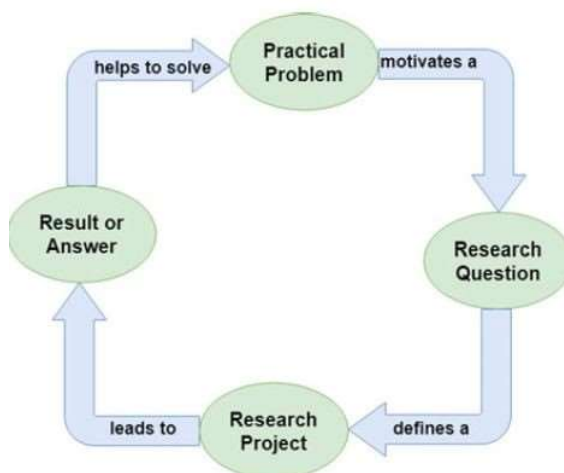 Practical
Problem
motivates a
Research
Question
defines a
Research
Project
leads to
Result or
Answer
helps to solve